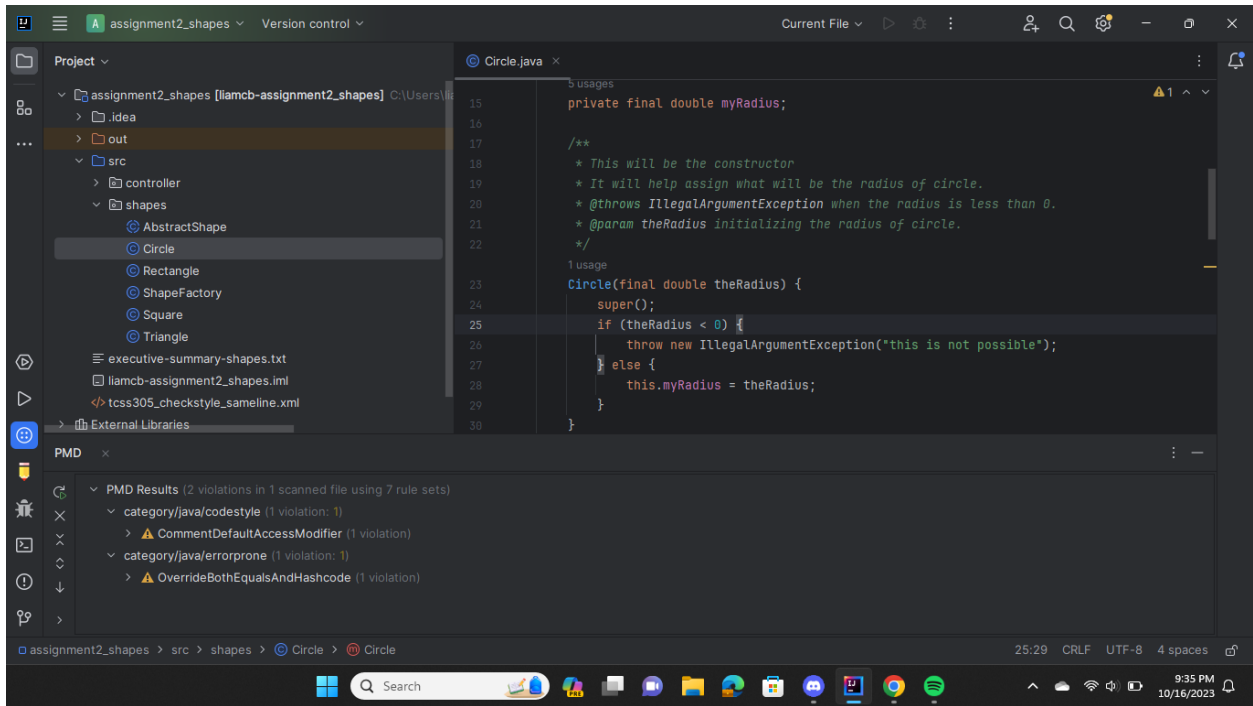 A assignment2_shapes Version control Current File
Project
Circle.java
assignment2_shapes [liamcb-assignment2_shapes] C:\Users\lia
.idea
out
src
controller
shapes
AbstractShape
Circle
Rectangle
ShapeFactory
Square
Triangle
executive-summary-shapes.txt
liamcb-assignment2_shapes.iml
tcss305_checkstyle_sameline.xml
External Libraries
5 usages
1
15 private final double myRadius;
16
17 /**
18 * This will be the constructor
19 * It will help assign what will be the radius of circle.
20 * @throws IllegalArgumentException when the radius is less than 0.
21 * @param theRadius initializing the radius of circle.
22 */
1 usage
23 Circle(final double theRadius) {
24 super();
25 if (theRadius < 0) {
26 throw new IllegalArgumentException("this is not possible");
27 } else {
28 this.myRadius = theRadius;
29 }
30 }
PMD
PMD Results (2 violations in 1 scanned file using 7 rule sets)
category/java/codestyle (1 violation: 1)
CommentDefaultAccessModifier (1 violation)
category/java/errorprone (1 violation: 1)
OverrideBothEqualsAndHashcode (1 violation)
assignment2_shapes > src > shapes > Circle > Circle 25:29 CRLF UTF-8 4 spaces
Search
PRE
9:35 PM
10/16/2023